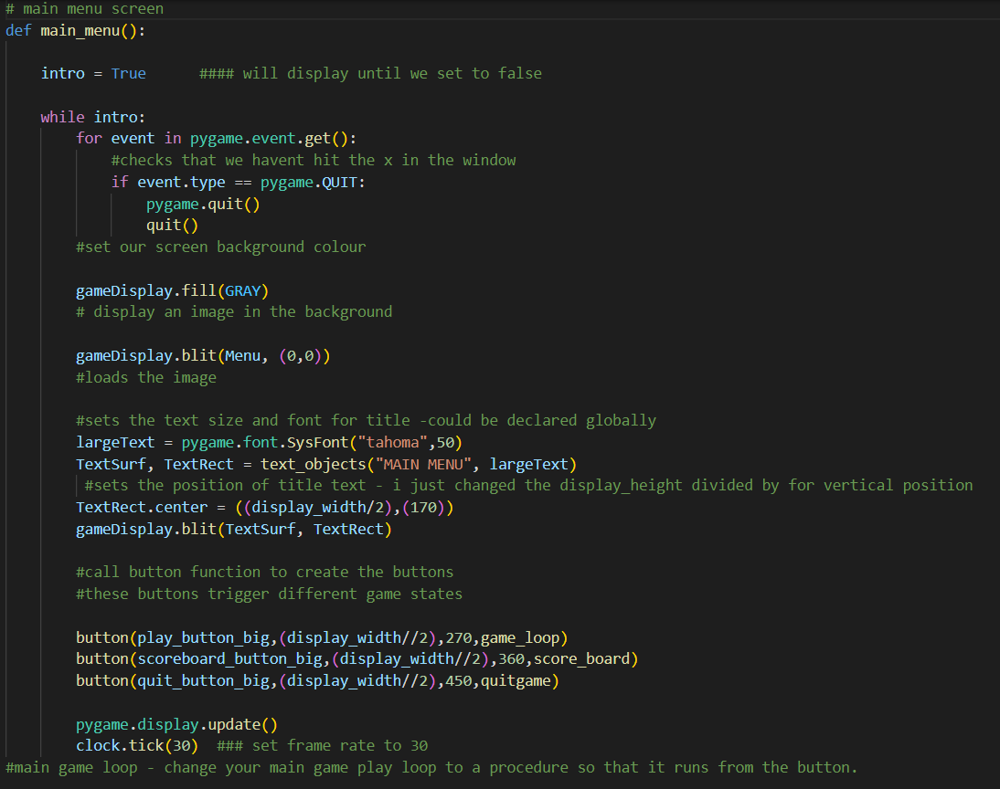 # main menu screen
def main_menu():
intro = True #### will display until we set to false
while intro:
for event in pygame.event.get():
#checks that we havent hit the x in the window
if event.type == pygame.QUIT:
pygame.quit()
quit()
#set our screen background colour
gameDisplay.fill(GRAY)
# display an image in the background
gameDisplay.blit(Menu, (0,0))
#loads the image
#sets the text size and font for title -could be declared globally
largeText = pygame.font.SysFont("tahoma",50)
TextSurf, TextRect = text_objects("MAIN MENU", largeText)
#sets the position of title text - i just changed the display_height divided by for vertical position
TextRect.center = ((display_width/2),(170))
gameDisplay.blit(TextSurf, TextRect)
#call button function to create the buttons
#these buttons trigger different game states
button(play_button_big,(display_width//2),270,game_loop)
button(scoreboard_button_big,(display_width//2),360,score_board)
button(quit_button_big,(display_width//2),450,quitgame)
pygame.display.update()
clock.tick(30) ### set frame rate to 30
#main game loop - change your main game play loop to a procedure so that it runs from the button.